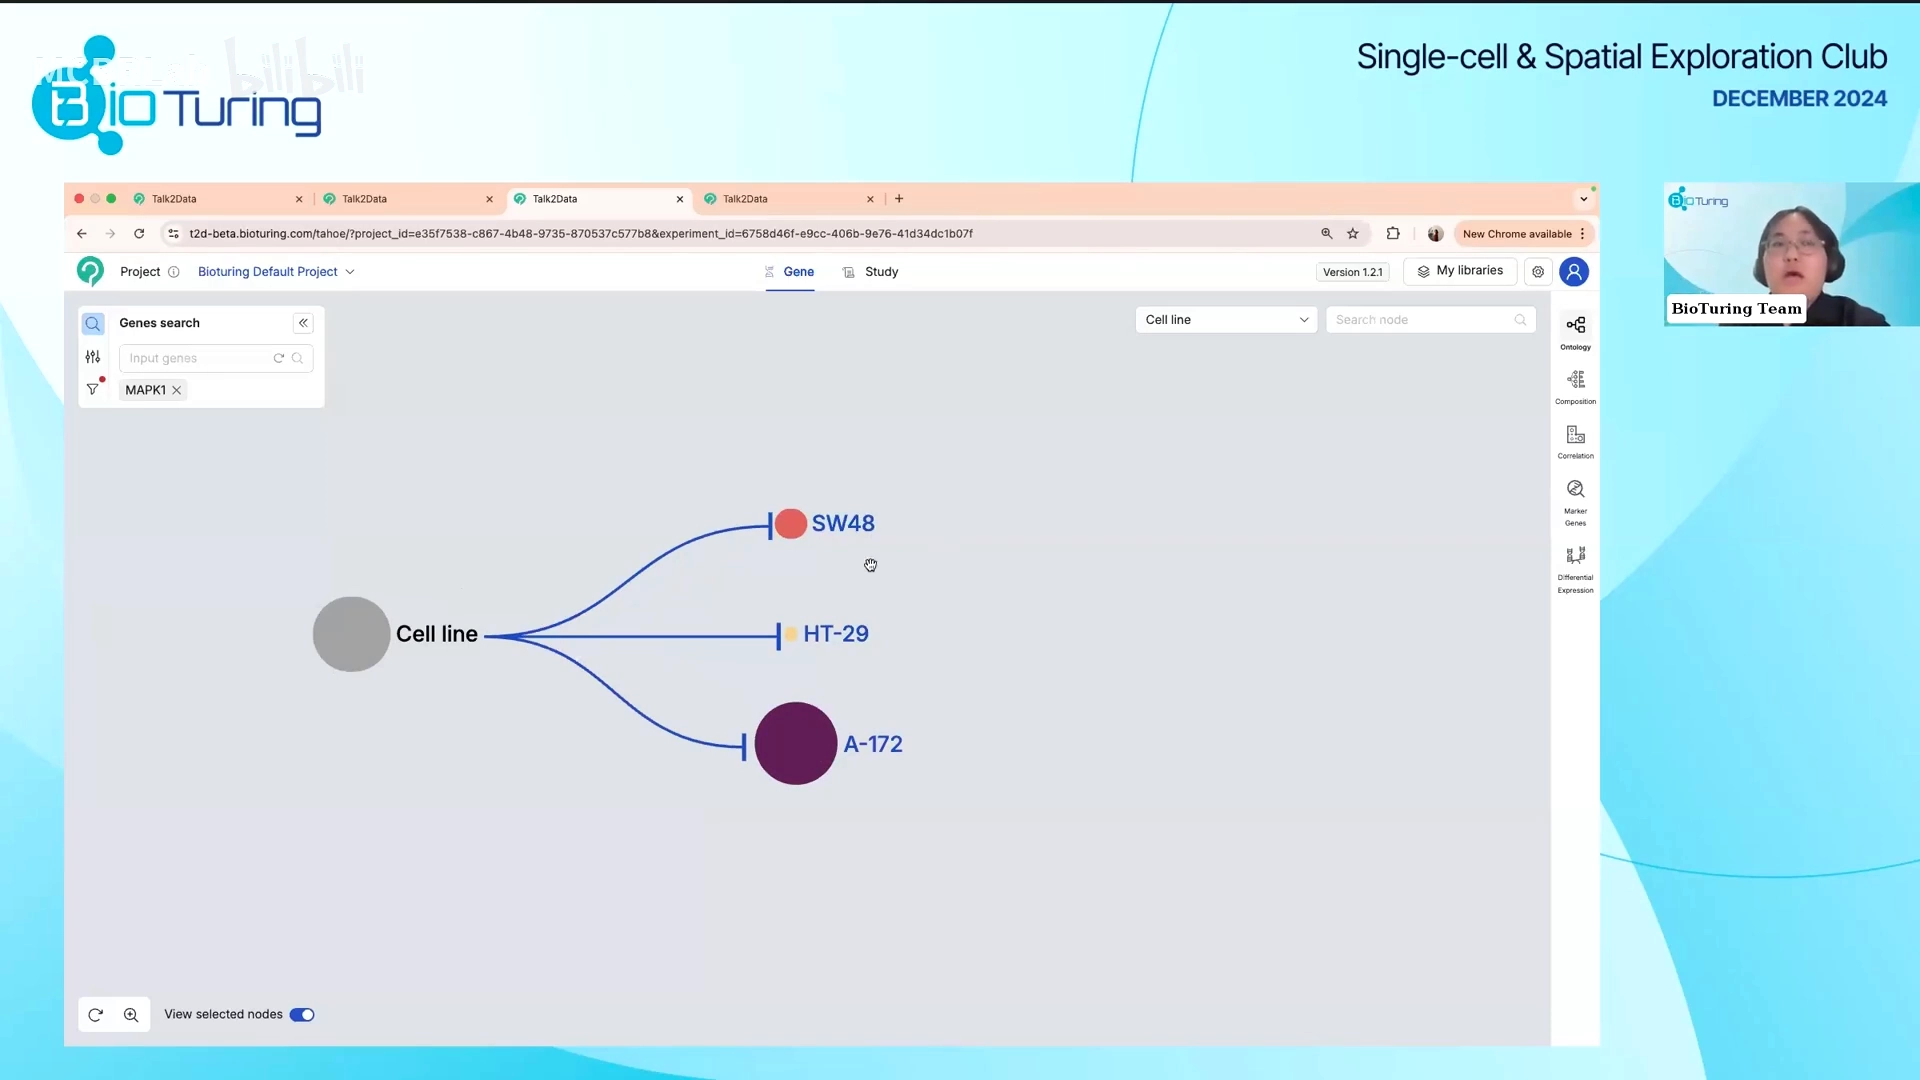 BioTuring
bilibili
Single-cell & Spatial Exploration Club
DECEMBER 2024
Talk2Data
Talk2Data
Talk2Data
Talk2Data
t2d-beta.bioturing.com/tahoe/?project_id=e35f7538-c867-4b48-9735-870537c577b8&experiment_id=6758d46f-e9cc-406b-9e76-41d34dc1b07f
New Chrome available
Project
Bioturing Default Project
Gene
Study
Version 1.2.1
My libraries
Genes search
Input genes
MAPK1
Cell line
Search node
Ontology
Composition
Correlation
Marker
Genes
Differential
Expression
SW48
Cell line
HT-29
A-172
View selected nodes
BioTuring
BioTuring Team